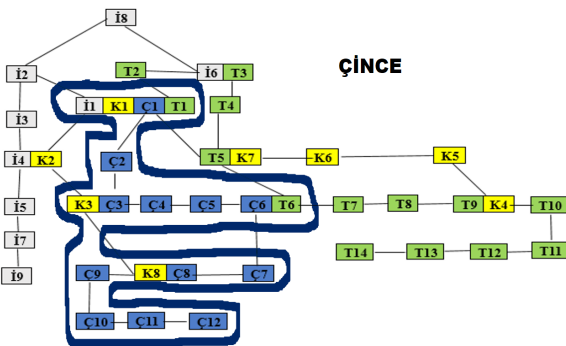 İ8
ÇİNCE
İ2 T2 İ6 T3
İ1 K1 Ç1 T1 T4
İ3
İ4 K2 Ç2 T5 K7 K6 K5
İ5 K3 Ç3 Ç4 Ç5 Ç6 T6 T7 T8 T9 K4 T10
İ7 T14 T13 T12 T11
İ9 Ç9 K8 Ç8 Ç7
Ç10 Ç11 Ç12